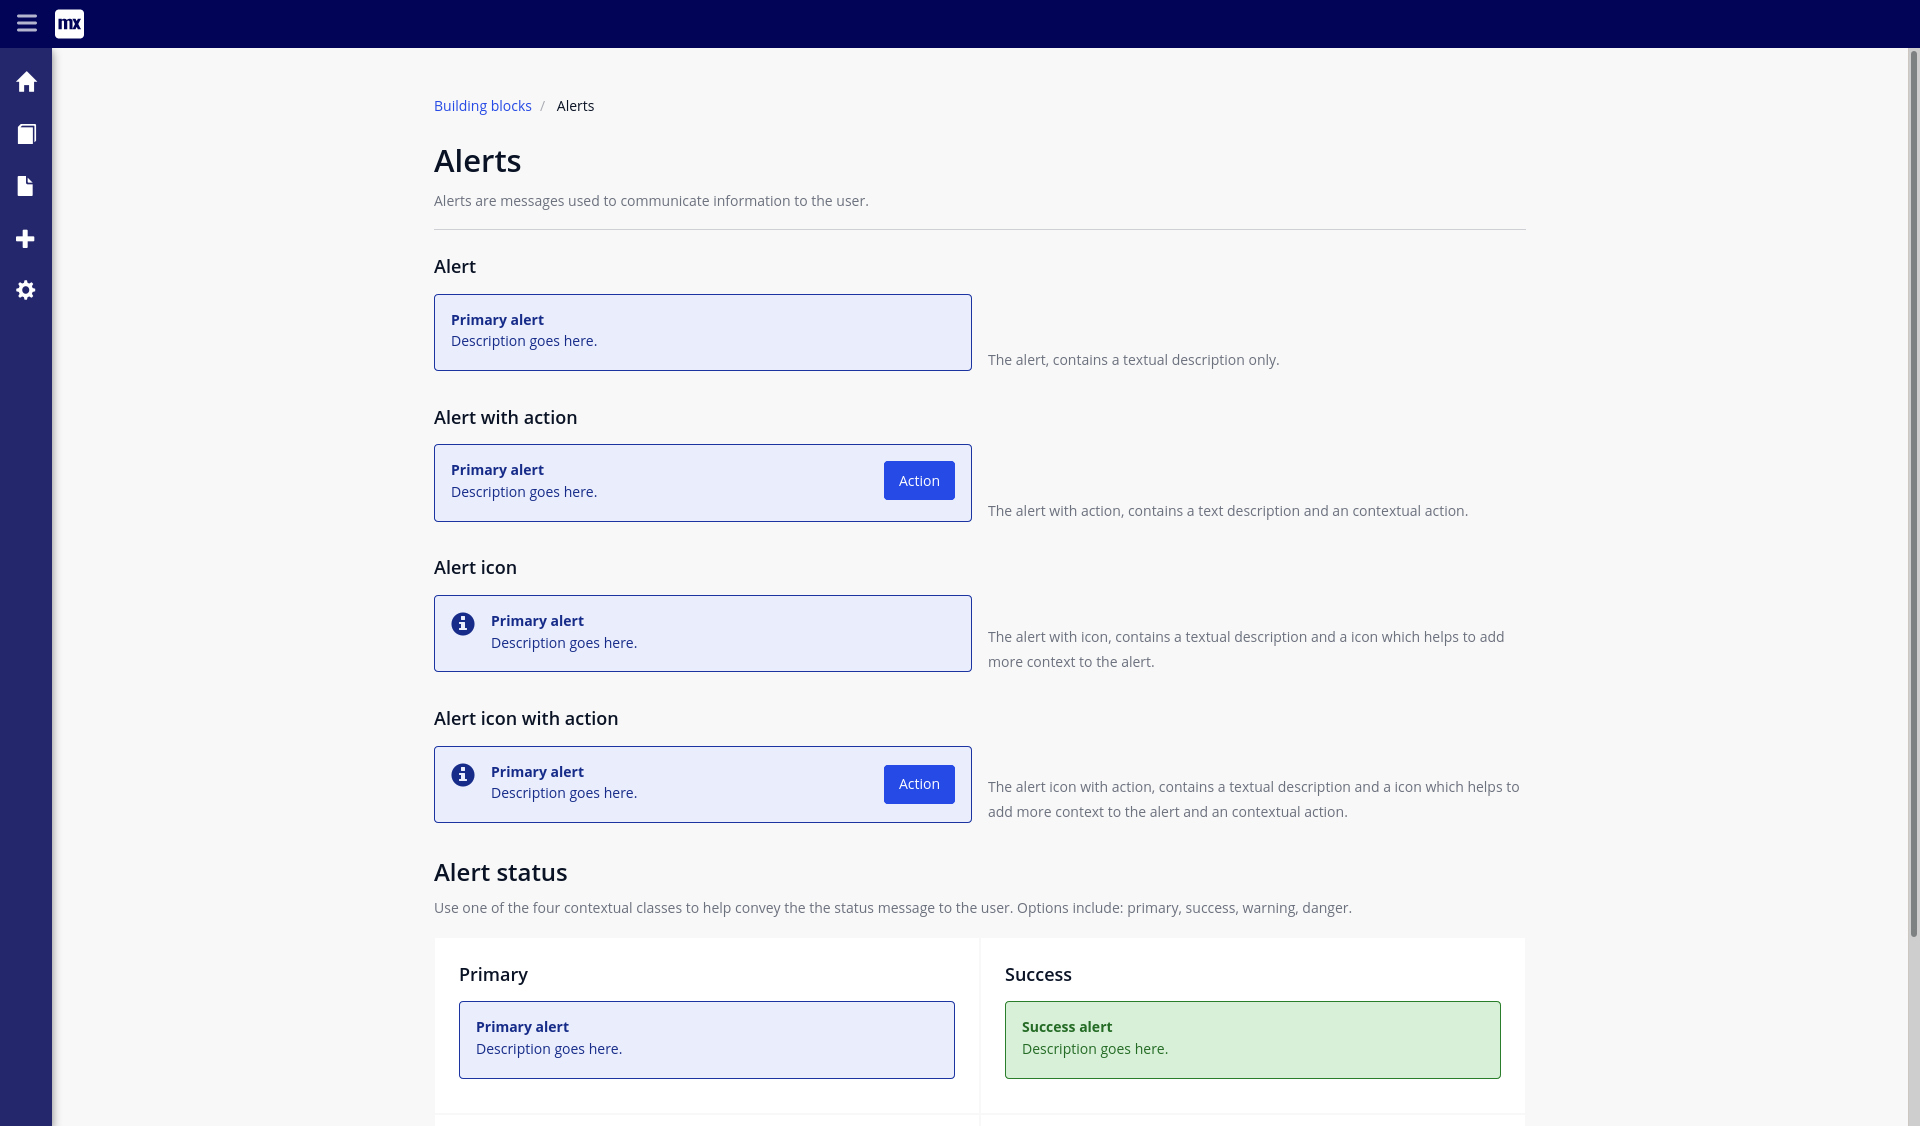 mx
Building blocks / Alerts
Alerts
Alerts are messages used to communicate information to the user.
Alert
Primary alert
Description goes here.
The alert, contains a textual description only.
Alert with action
Primary alert
Description goes here.
Action
The alert with action, contains a text description and an contextual action.
Alert icon
Primary alert
Description goes here.
The alert with icon, contains a textual description and a icon which helps to add
more context to the alert.
Alert icon with action
Primary alert
Description goes here.
Action
The alert icon with action, contains a textual description and a icon which helps to
add more context to the alert and an contextual action.
Alert status
Use one of the four contextual classes to help convey the the status message to the user. Options include: primary, success, warning, danger.
Primary
Primary alert
Description goes here.
Success
Success alert
Description goes here.